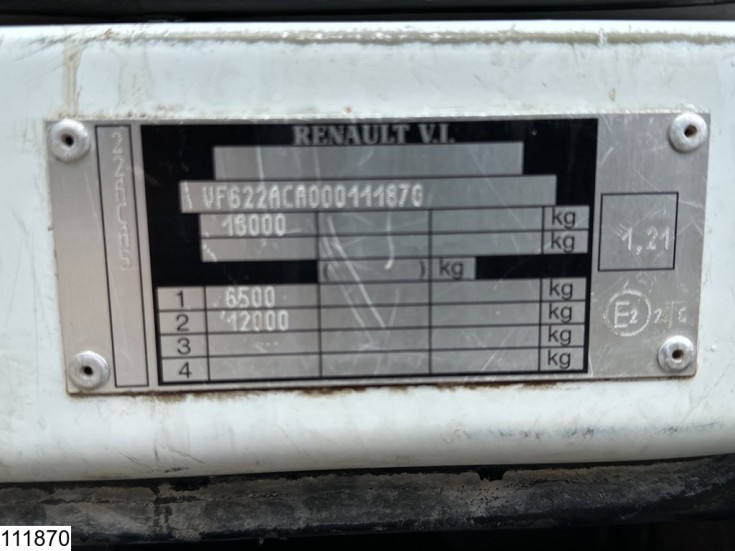 RENAULT V.I.
VF622ACA000111870
kg
kg
( ) kg
1 6500 kg
2 12000 kg
3 kg
4 kg
1,21
E2
111870